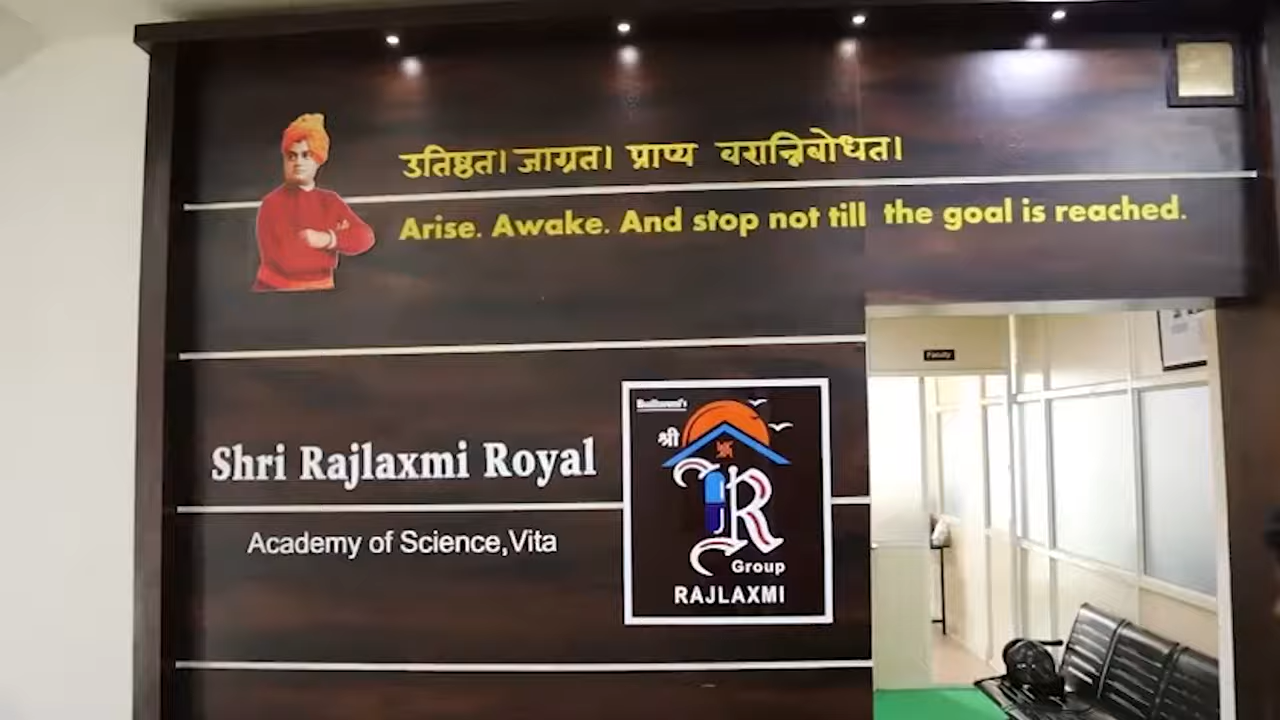 उतिष्ठत। जाग्रत। प्राप्य वरान्निबोधत।
Arise. Awake. And stop not till the goal is reached.
Faculty
Shri Rajlaxmi Royal
Academy of Science,Vita
श्री
R
Group
RAJLAXMI